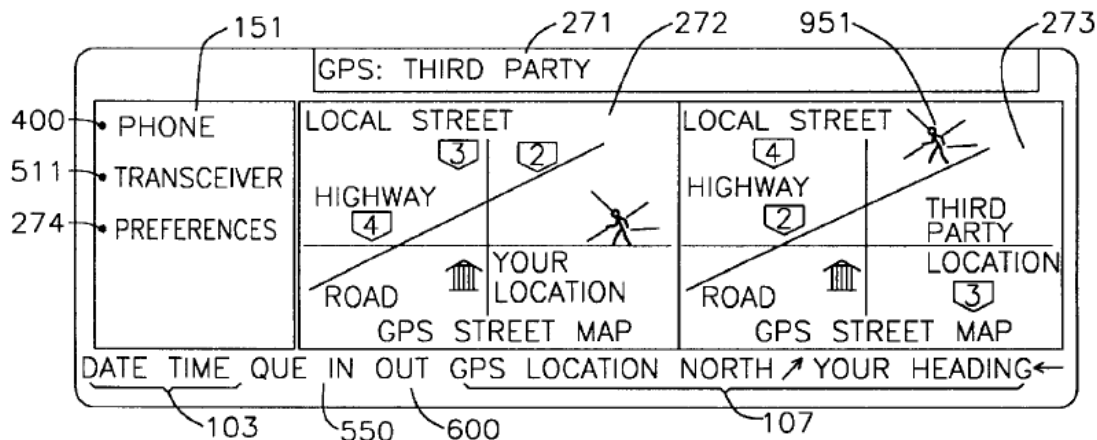 151 271 272 951 273
GPS: THIRD PARTY
400 PHONE
511 TRANSCEIVER
274 PREFERENCES
LOCAL STREET
3 2
HIGHWAY
4
YOUR
LOCATION
ROAD
GPS STREET MAP
LOCAL STREET
4
HIGHWAY
2
THIRD
PARTY
LOCATION
3
ROAD
GPS STREET MAP
DATE TIME QUE IN OUT GPS LOCATION NORTH ↗ YOUR HEADING ←
103 550 600 107